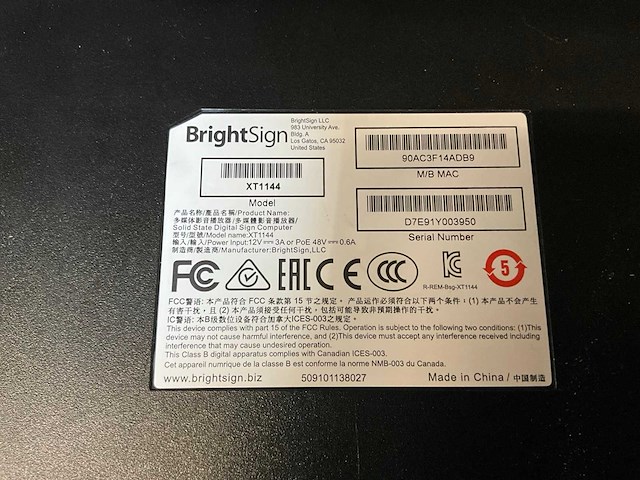 BrightSign
BrightSign LLC
983 University Ave.
Bldg. A
Los Gatos, CA 95032
United States
90AC3F14ADB9
M/B MAC
XT1144
Model
D7E91Y003950
Serial Number
产品名称/產品名稱/Product Name:
多媒体影音播放器/多媒體影音播放器/
Solid State Digital Sign Computer
型号/型號/Model name:XT1144
输入/輸入/Power Input:12V⎓3A or PoE 48V⎓0.6A
制造商/製造商/Manufacturer:BrightSign,LLC
FC
EAC
CE
CCC
R-REM-Bsg-XT1144
5
FCC警语: 本产品符合 FCC 条款第 15 节之规定。 产品运作必须符合以下两个条件 : (1) 本产品不会产生
有害干扰，且 (2) 本产品须接受任何干扰，包括可能导致非预期操作的干扰。
IC警语: 本B级数位设备符合加拿大ICES-003之规定.
This device complies with part 15 of the FCC Rules. Operation is subject to the following two conditions: (1)This
device may not cause harmful interference, and (2)This device must accept any interference received including
interference that may cause undesired operation.
This Class B digital apparatus complies with Canadian ICES-003.
Cet appareil numrique de la classe B est conforme la norme NMB-003 du Canada.
www.brightsign.biz 509101138027 Made in China / 中國制造